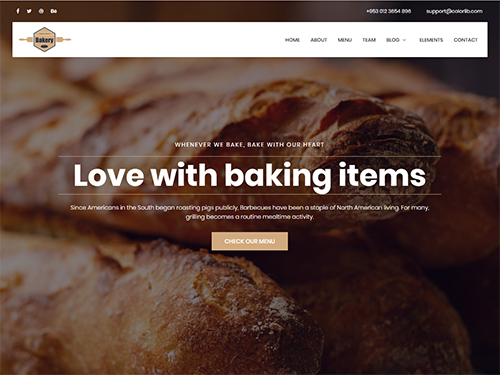 +953 012 3654 896 support@colorlib.com
Bakery
HOME ABOUT MENU TEAM BLOG ELEMENTS CONTACT
WHENEVER WE BAKE, BAKE WITH OUR HEART
Love with baking items
Since Americans in the South began roasting pigs publicly, Barbecues have been a staple of North American living. For many,
grilling becomes a routine mealtime activity.
CHECK OUR MENU